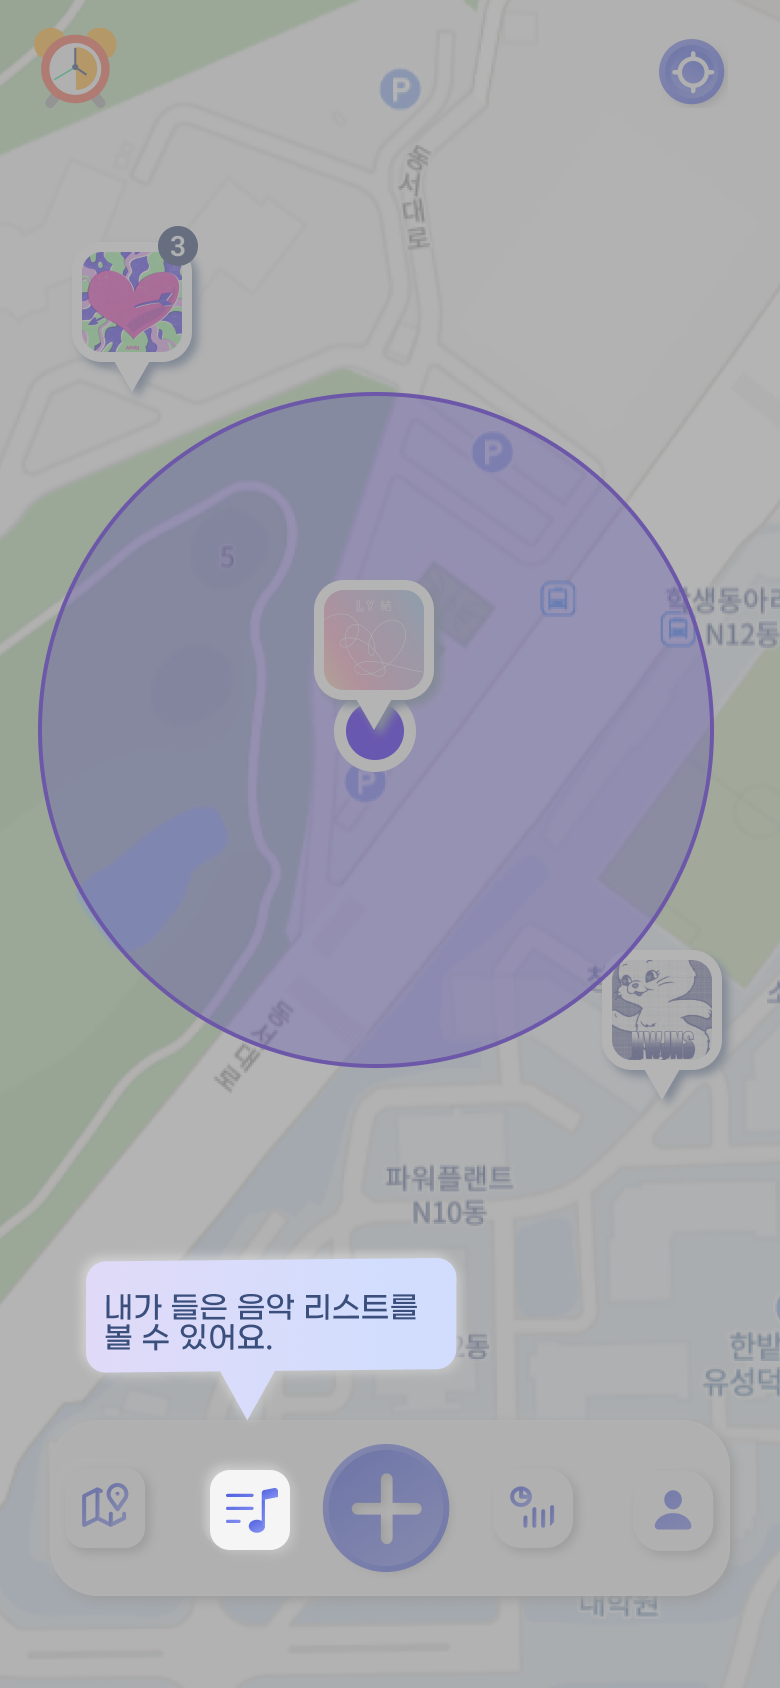 P
동서대로
3
P
5
학생동아리
N12동
LYN
P
NWJNS
동서대로
파워플랜트
N10동
내가 들은 음악 리스트를
볼 수 있어요.
2동
한밭
유성덕
대학원